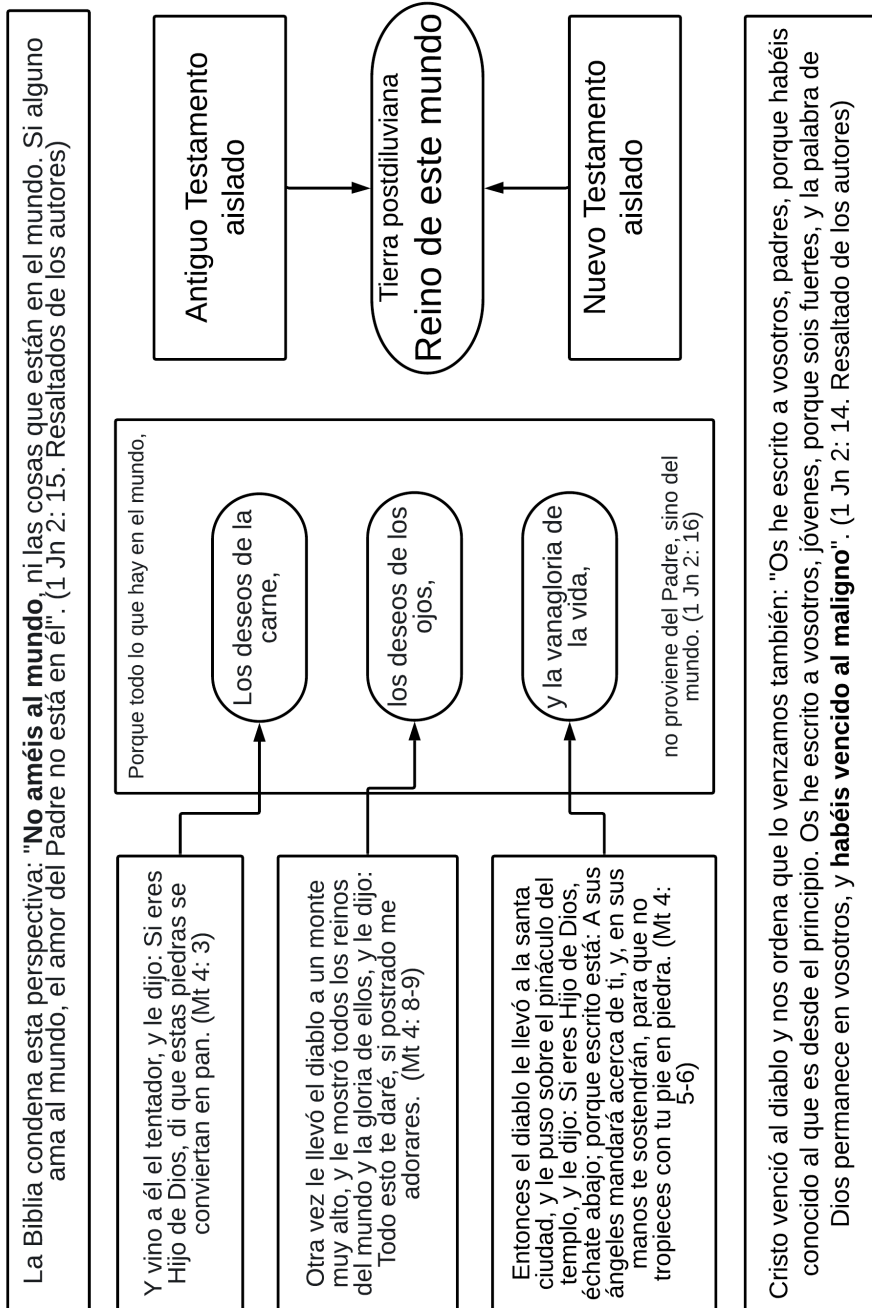 La Biblia condena esta perspectiva: "No améis al mundo, ni las cosas que están en el mundo. Si alguno
ama al mundo, el amor del Padre no está en él". (1 Jn 2: 15. Resaltados de los autores)
Y vino a él el tentador, y le dijo: Si eres
Hijo de Dios, di que estas piedras se
conviertan en pan. (Mt 4: 3)
Otra vez le llevó el diablo a un monte
muy alto, y le mostró todos los reinos
del mundo y la gloria de ellos, y le dijo:
Todo esto te daré, si postrado me
adorares. (Mt 4: 8-9)
Entonces el diablo le llevó a la santa
ciudad, y le puso sobre el pináculo del
templo, y le dijo: Si eres Hijo de Dios,
échate abajo; porque escrito está: A sus
ángeles mandará acerca de ti, y, en sus
manos te sostendrán, para que no
tropieces con tu pie en piedra. (Mt 4:
5-6)
Porque todo lo que hay en el mundo,
Los deseos de la
carne,
los deseos de los
ojos,
y la vanagloria de
la vida,
no proviene del Padre, sino del
mundo. (1 Jn 2: 16)
Antiguo Testamento
aislado
Tierra postdiluviana
Reino de este mundo
Nuevo Testamento
aislado
Cristo venció al diablo y nos ordena que lo venzamos también: "Os he escrito a vosotros, padres, porque habéis
conocido al que es desde el principio. Os he escrito a vosotros, jóvenes, porque sois fuertes, y la palabra de
Dios permanece en vosotros, y habéis vencido al maligno". (1 Jn 2: 14. Resaltado de los autores)